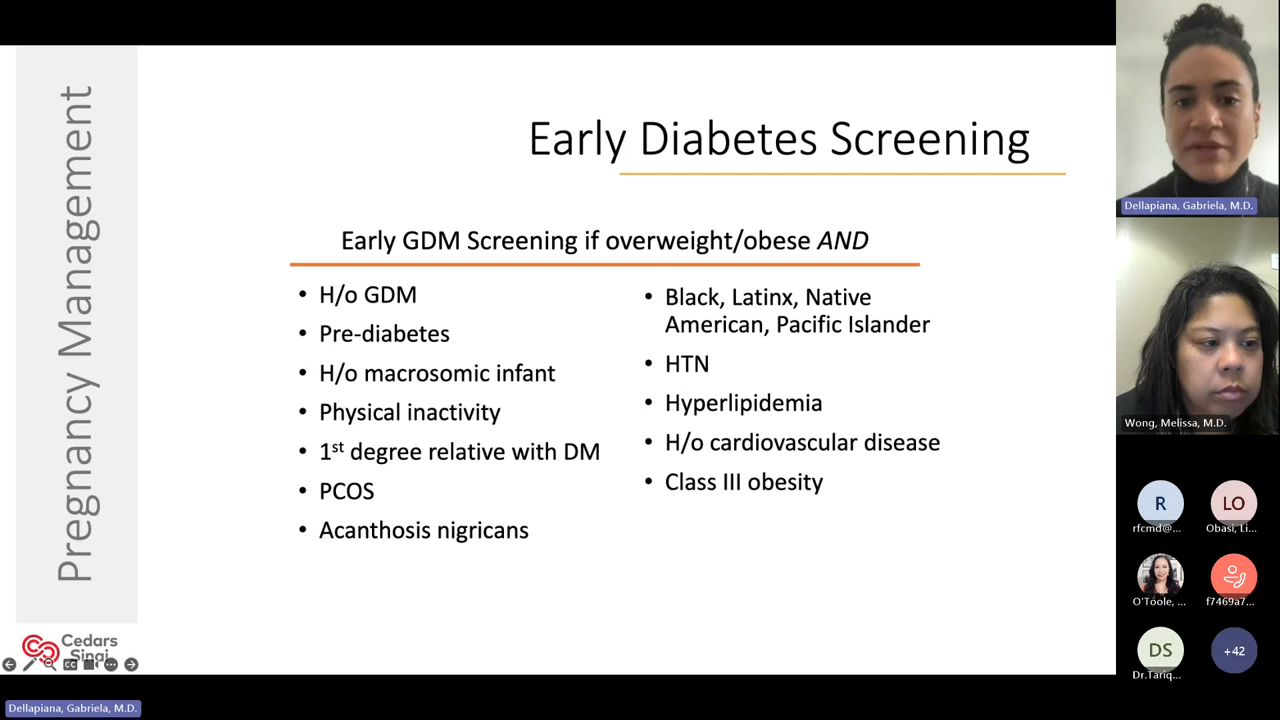 Pregnancy Management
Early Diabetes Screening
Early GDM Screening if overweight/obese AND
• H/o GDM
• Pre-diabetes
• H/o macrosomic infant
• Physical inactivity
• 1st degree relative with DM
• PCOS
• Acanthosis nigricans
• Black, Latinx, Native
American, Pacific Islander
• HTN
• Hyperlipidemia
• H/o cardiovascular disease
• Class III obesity
Cedars
Sinai
CC
Dellapiana, Gabriela, M.D.
Dellapiana, Gabriela, M.D.
Wong, Melissa, M.D.
R
rfcmd@...
LO
Obasi, Li...
O'Toole, ...
f7469a7...
DS
Dr.Tariq...
+42